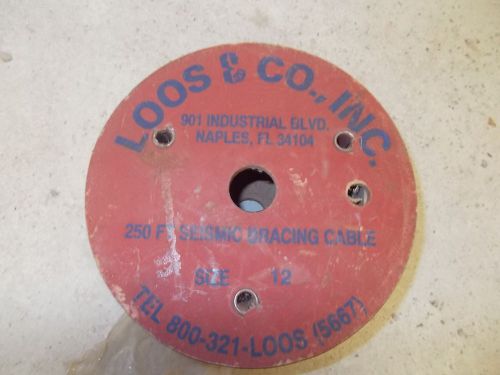 LOOS & CO., INC.
901 INDUSTRIAL BLVD.
NAPLES, FL 34104
250 FT SEISMIC BRACING CABLE
SIZE 12
TEL 800-321-LOOS (5667)